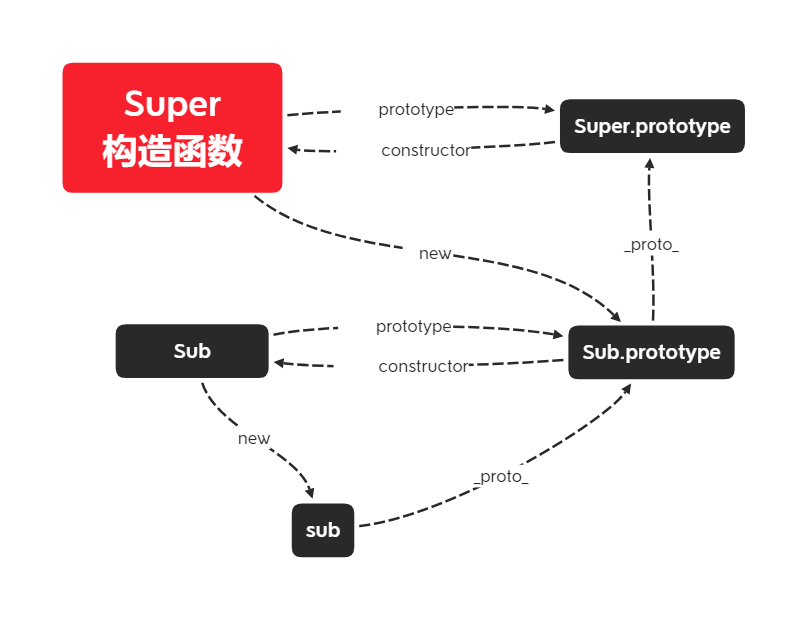 Super
构造函数
prototype
Super.prototype
constructor
_proto_
new
prototype
Sub
Sub.prototype
constructor
new
_proto_
sub